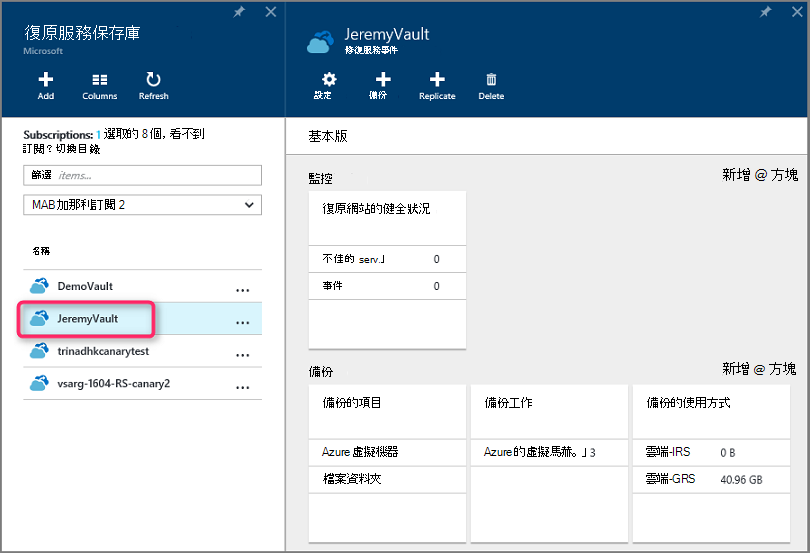 復原服務保存庫
Microsoft
Add
Columns
Refresh
Subscriptions: 1 選取的 8個, 看不到
訂閱？切換目錄
篩選 items...
MAB加那利訂閱 2
名稱
DemoVault ...
JeremyVault ...
trinadhkcanarytest ...
vsarg-1604-RS-canary2 ...
JeremyVault
修復服務事件
設定
備份
Replicate
Delete
基本版
監控
新增 @ 方塊
復原網站的健全狀況
不佳的 serv.┘ 0
事件 0
備份
新增 @ 方塊
備份的項目
Azure 虛擬機器
檔案資料夾
備份工作
Azure的虛擬馬赫。┘ 3
備份的使用方式
雲端-IRS 0 B
雲端-GRS 40.96 GB